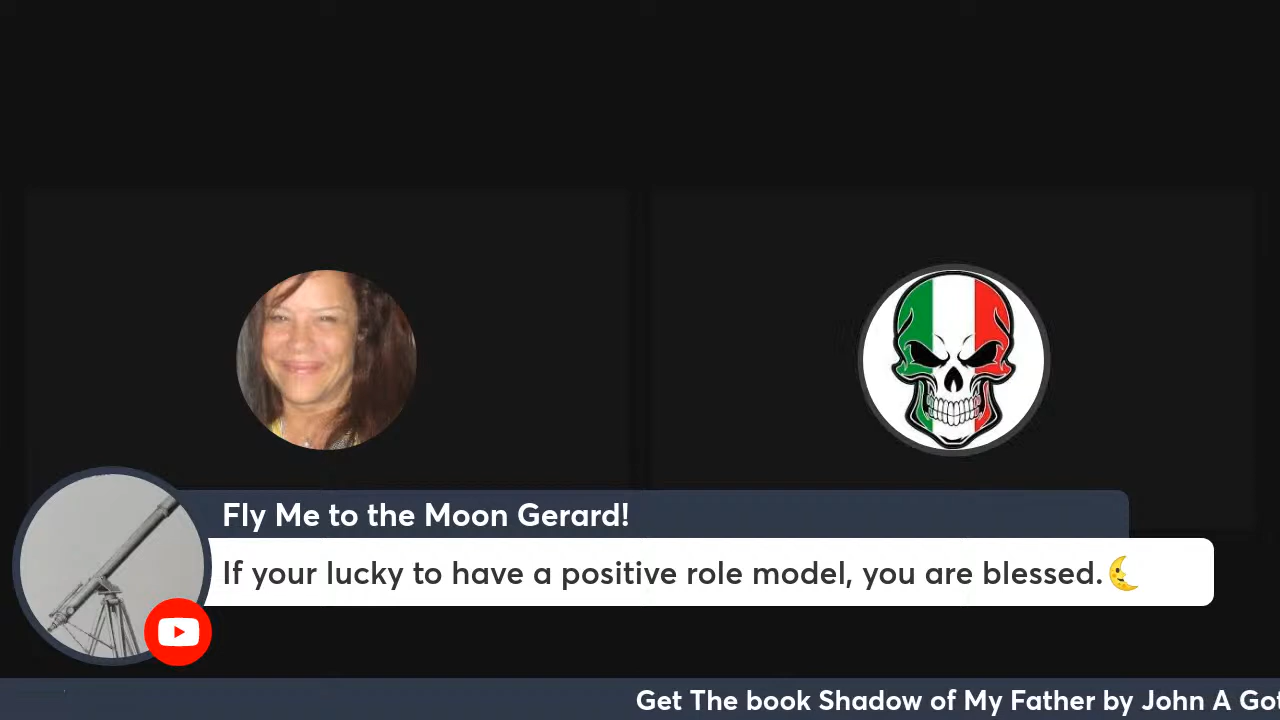 Fly Me to the Moon Gerard!
If your lucky to have a positive role model, you are blessed.🌜
Get The book Shadow of My Father by John A